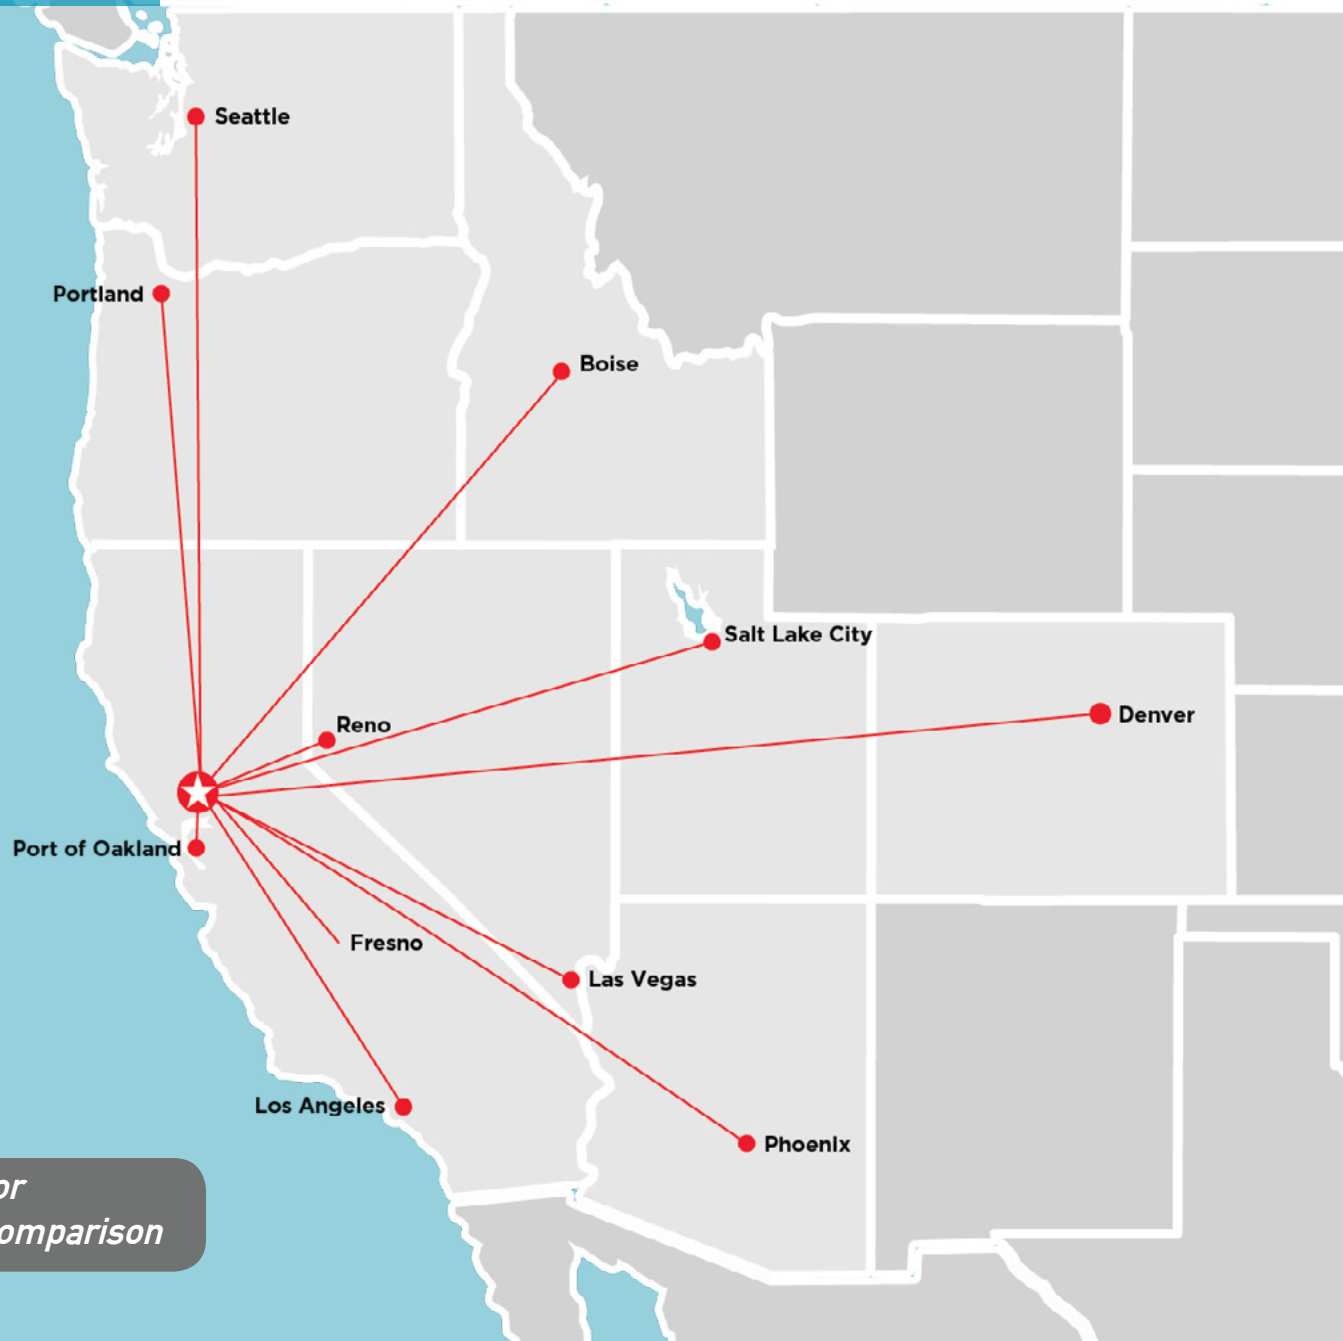 Seattle
Portland
Boise
Salt Lake City
Reno
Denver
Port of Oakland
Fresno
Las Vegas
Los Angeles
Phoenix
or
omparison